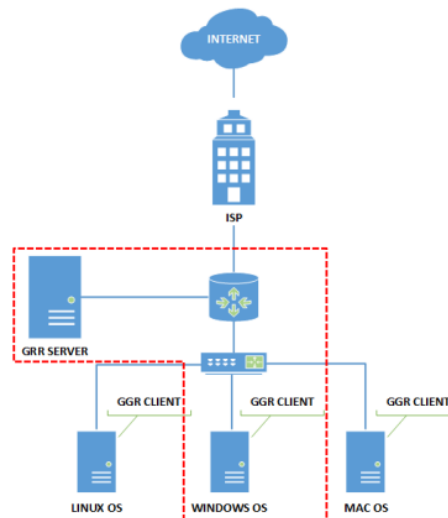 INTERNET
ISP
GRR SERVER
GGR CLIENT
GGR CLIENT
GGR CLIENT
LINUX OS
WINDOWS OS
MAC OS